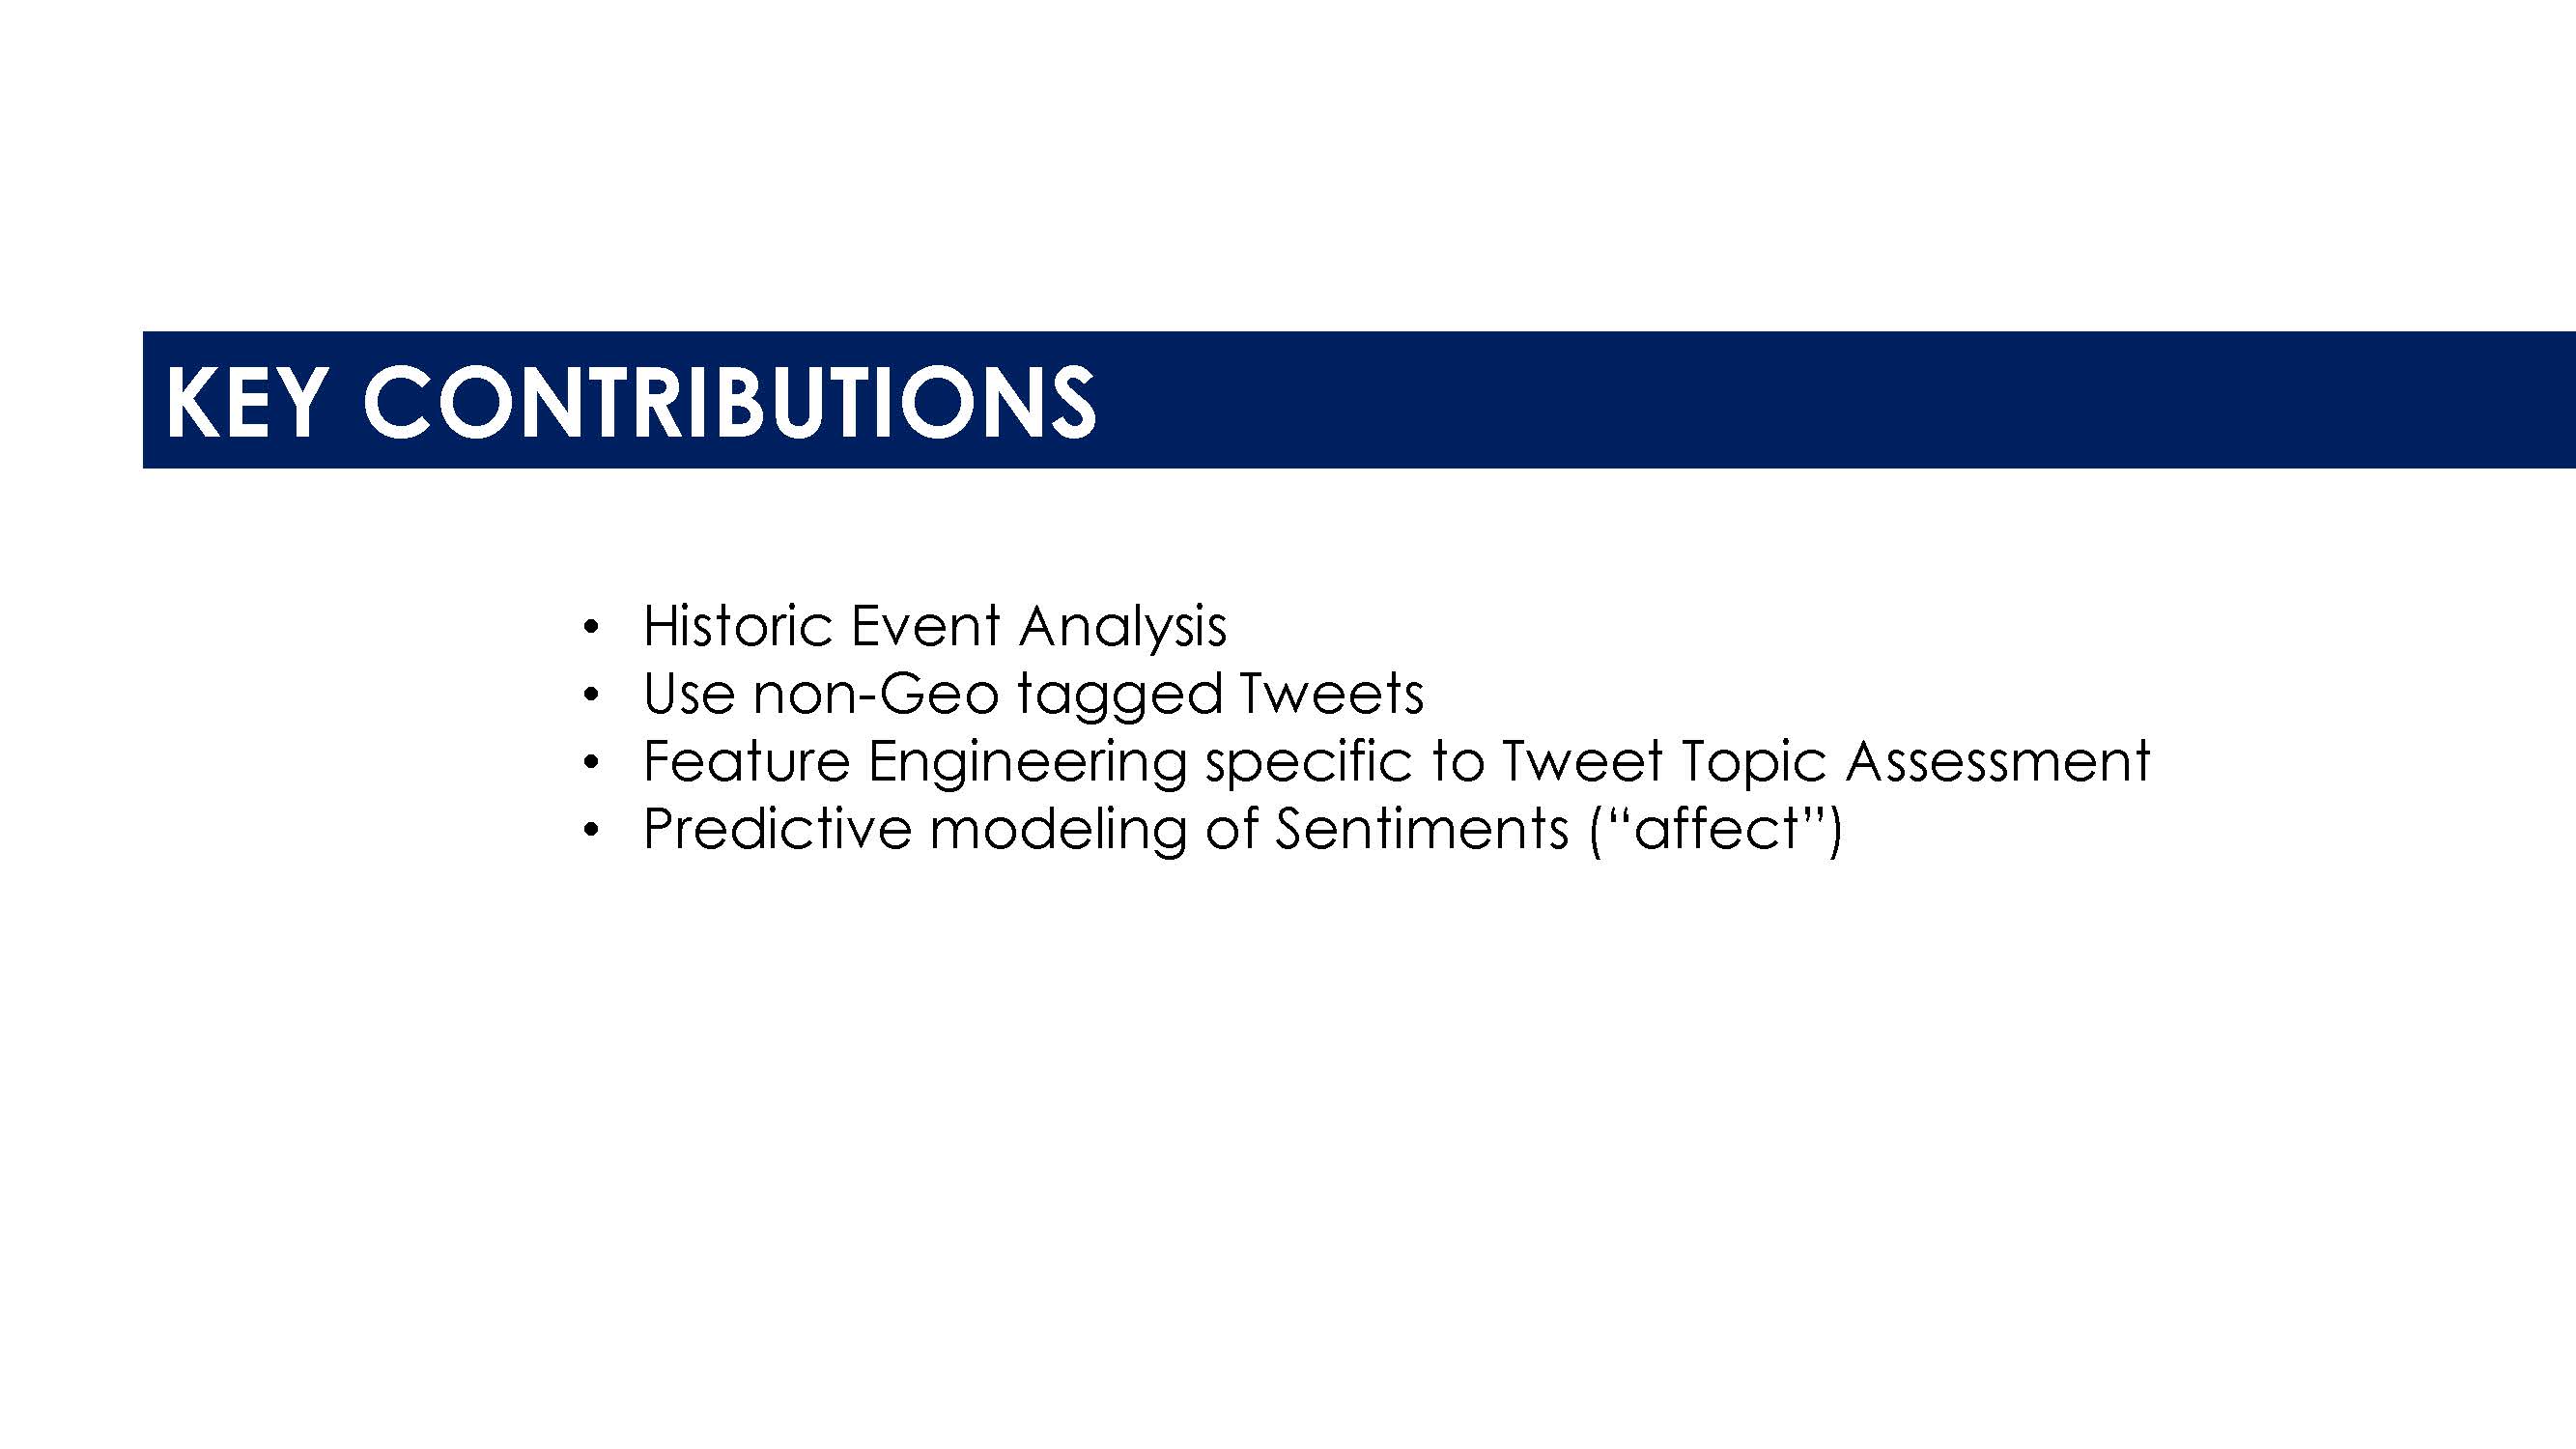 KEY CONTRIBUTIONS
• Historic Event Analysis
• Use non-Geo tagged Tweets
• Feature Engineering specific to Tweet Topic Assessment
• Predictive modeling of Sentiments (“affect”)